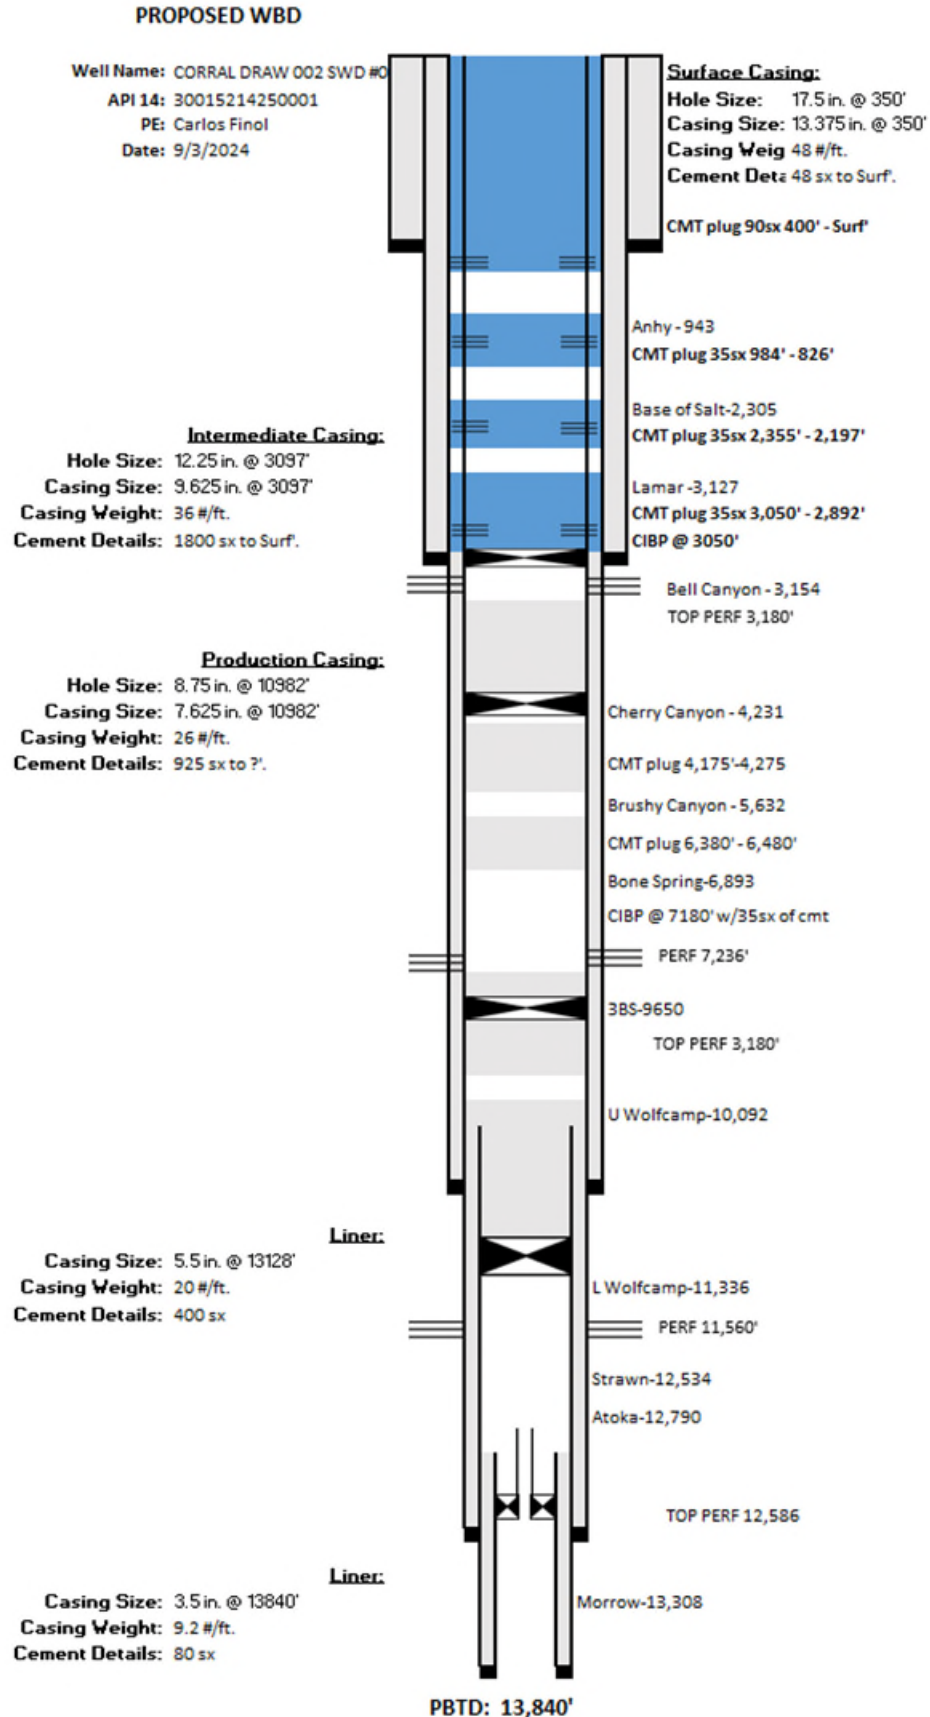 PROPOSED WBD
Well Name: CORRAL DRAW 002 SWD #0
API 14: 30015214250001
PE: Carlos Finol
Date: 9/3/2024
Surface Casing:
Hole Size: 17.5 in. @ 350'
Casing Size: 13.375 in. @ 350'
Casing Weig 48 #/ft.
Cement Deta 48 sx to Surf'.
CMT plug 90sx 400' - Surf'
Anhy - 943
CMT plug 35sx 984' - 826'
Base of Salt-2,305
CMT plug 35sx 2,355' - 2,197'
Intermediate Casing:
Hole Size: 12.25 in. @ 3097'
Casing Size: 9.625 in. @ 3097'
Casing Weight: 36 #/ft.
Cement Details: 1800 sx to Surf'.
Lamar -3,127
CMT plug 35sx 3,050' - 2,892'
CIBP @ 3050'
Bell Canyon - 3,154
TOP PERF 3,180'
Production Casing:
Hole Size: 8.75 in. @ 10982'
Casing Size: 7.625 in. @ 10982'
Casing Weight: 26 #/ft.
Cement Details: 925 sx to ?'.
Cherry Canyon - 4,231
CMT plug 4,175'-4,275
Brushy Canyon - 5,632
CMT plug 6,380' - 6,480'
Bone Spring-6,893
CIBP @ 7180' w/35sx of cmt
PERF 7,236'
3BS-9650
TOP PERF 3,180'
U Wolfcamp-10,092
Liner:
Casing Size: 5.5 in. @ 13128'
Casing Weight: 20 #/ft.
Cement Details: 400 sx
L Wolfcamp-11,336
PERF 11,560'
Strawn-12,534
Atoka-12,790
TOP PERF 12,586
Liner:
Casing Size: 3.5 in. @ 13840'
Casing Weight: 9.2 #/ft.
Cement Details: 80 sx
Morrow-13,308
PBTD: 13,840'